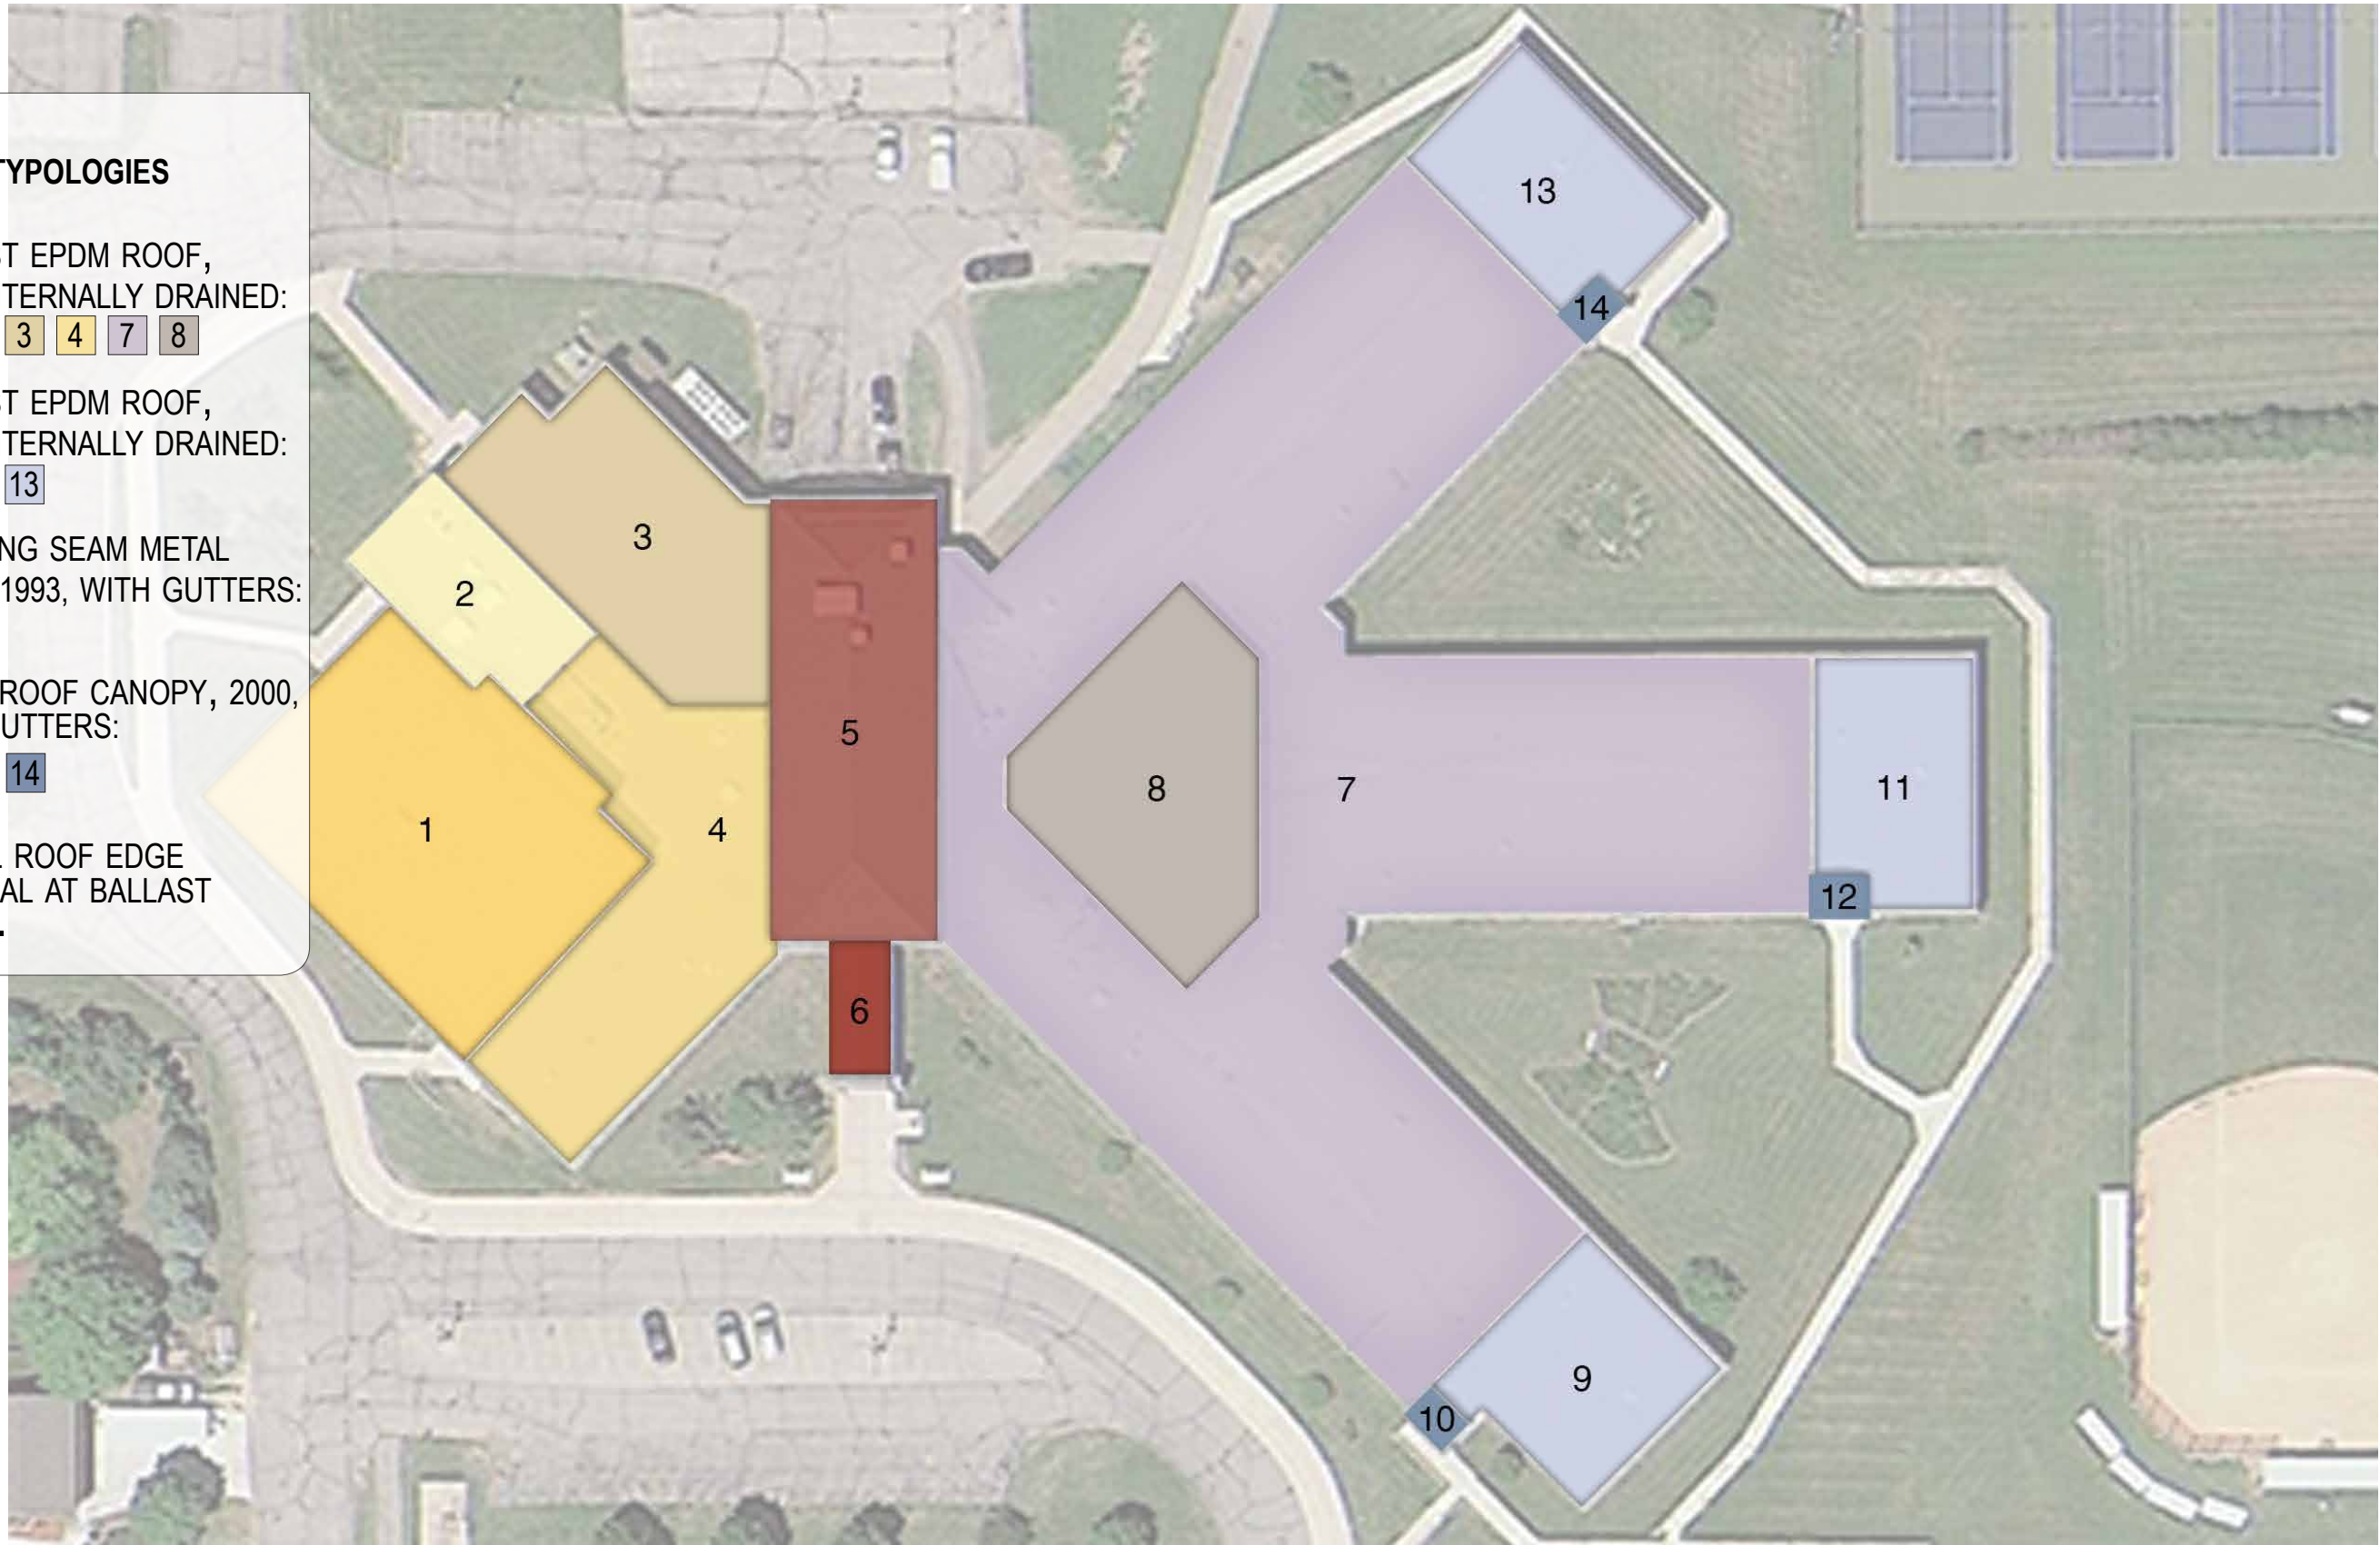 TYPOLOGIES
EPDM ROOF,
TERNALLY DRAINED:
3 4 7 8
EPDM ROOF,
TERNALLY DRAINED:
13
NG SEAM METAL
1993, WITH GUTTERS:
ROOF CANOPY, 2000,
UTTERS:
14
ROOF EDGE
AL AT BALLAST
13
14
3
2
5
8
7
11
1
4
12
6
9
10